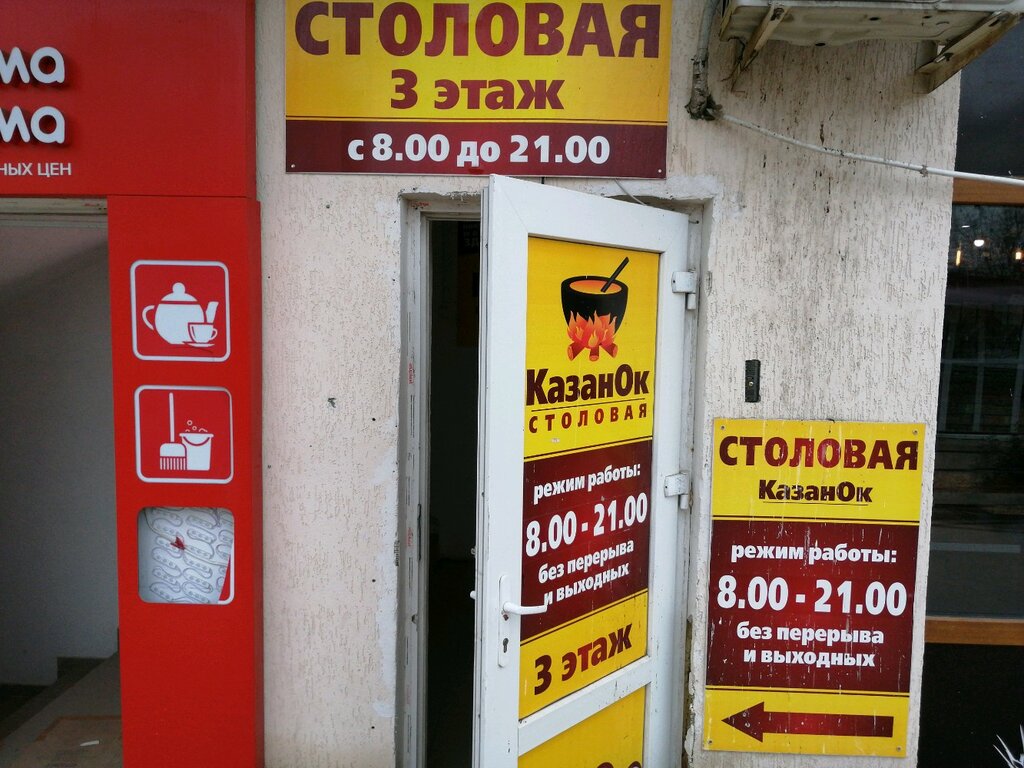 ма
ма
ных цен
СТОЛОВАЯ
3 этаж
с 8.00 до 21.00
КазанОк
СТОЛОВАЯ
режим работы:
8.00 - 21.00
без перерыва
и выходных
3 этаж
СТОЛОВАЯ
КазанОк
режим работы:
8.00 - 21.00
без перерыва
и выходных